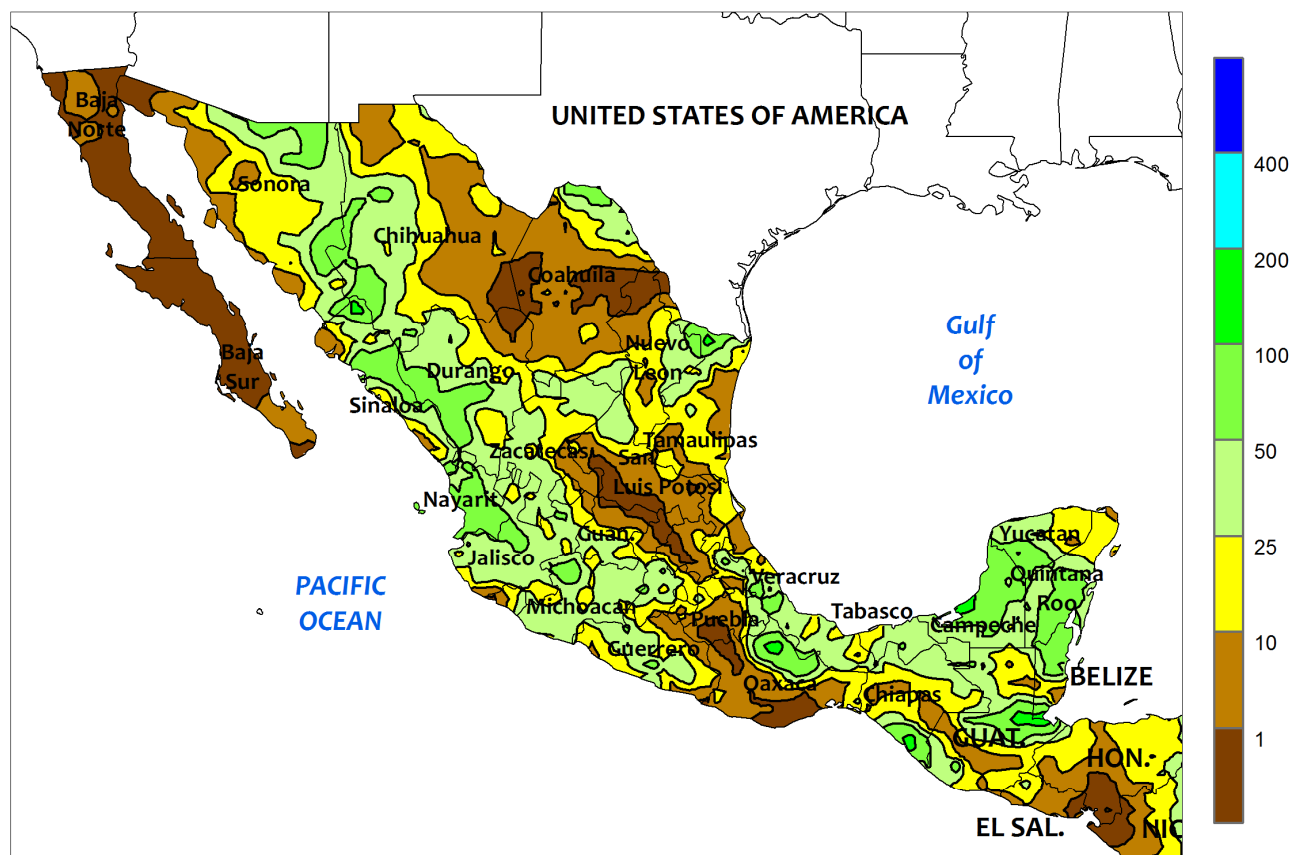 UNITED STATES OF AMERICA
Baja
Norte
Sonora
Chihuahua
Coahuila
Gulf
of
Mexico
Nuevo
Leon
Baja
Sur
Durango
Sinaloa
Zacatecas
San
Tamaulipas
Luis Potosi
Nayarit
Guan.
Jalisco
Yucatan
Quintana
Roo
Veracruz
PACIFIC
OCEAN
Michoacan
Puebla
Tabasco
Campeche
Guerrero
Oaxaca
Chiapas
BELIZE
GUAT.
HON.
EL SAL.
NIC
400
200
100
50
25
10
1